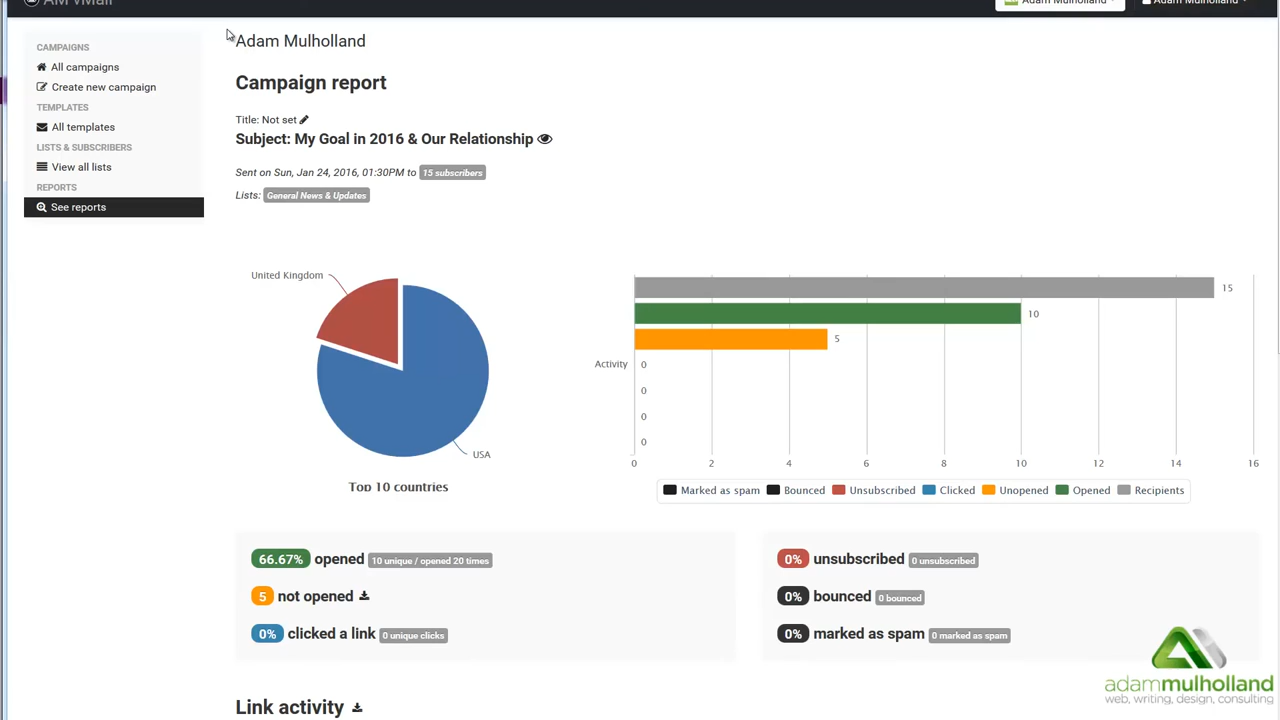 AM vMail
Adam Mulholland
Adam Mulholland
CAMPAIGNS
All campaigns
Create new campaign
TEMPLATES
All templates
LISTS & SUBSCRIBERS
View all lists
REPORTS
See reports
Adam Mulholland
Campaign report
Title: Not set
Subject: My Goal in 2016 & Our Relationship
Sent on Sun, Jan 24, 2016, 01:30PM to 15 subscribers
Lists: General News & Updates
United Kingdom
USA
Top 10 countries
15
10
5
Activity 0
0
0
0
0 2 4 6 8 10 12 14 16
Marked as spam Bounced Unsubscribed Clicked Unopened Opened Recipients
66.67% opened 10 unique / opened 20 times
5 not opened
0% clicked a link 0 unique clicks
0% unsubscribed 0 unsubscribed
0% bounced 0 bounced
0% marked as spam 0 marked as spam
Link activity
adammulholland
web, writing, design, consulting